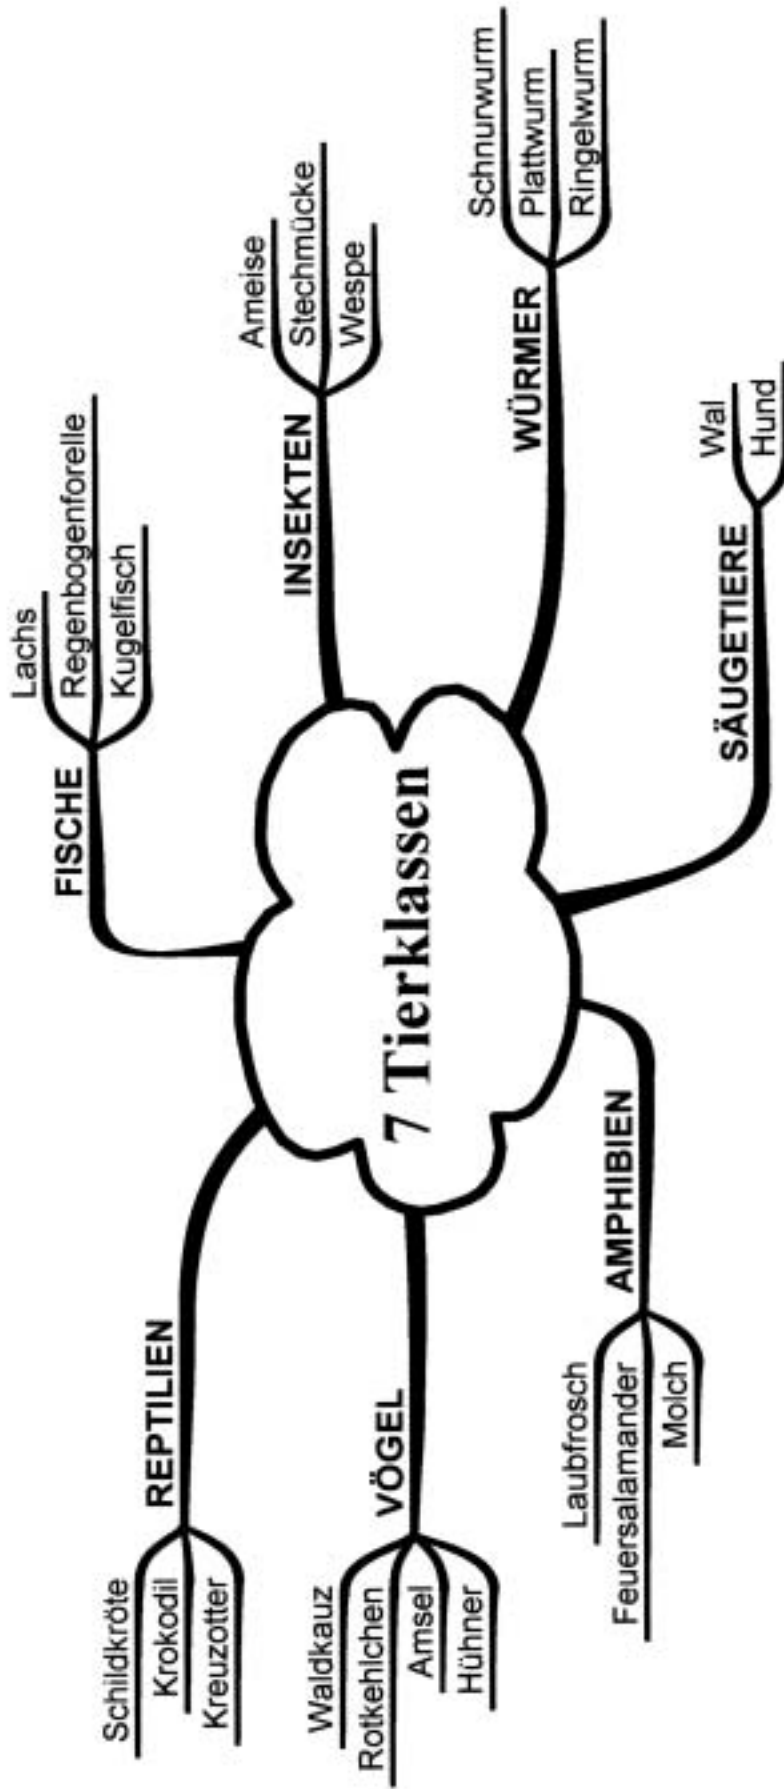 7 Tierklassen
FISCHE
Lachs
Regenbogenforelle
Kugelfisch
INSEKTEN
Ameise
Stechmücke
Wespe
WÜRMER
Schnurwurm
Plattwurm
Ringelwurm
SÄUGETIERE
Wal
Hund
AMPHIBIEN
Laubfrosch
Feuersalamander
Molch
VÖGEL
Waldkauz
Rotkehlchen
Amsel
Hühner
REPTILIEN
Schildkröte
Krokodil
Kreuzotter